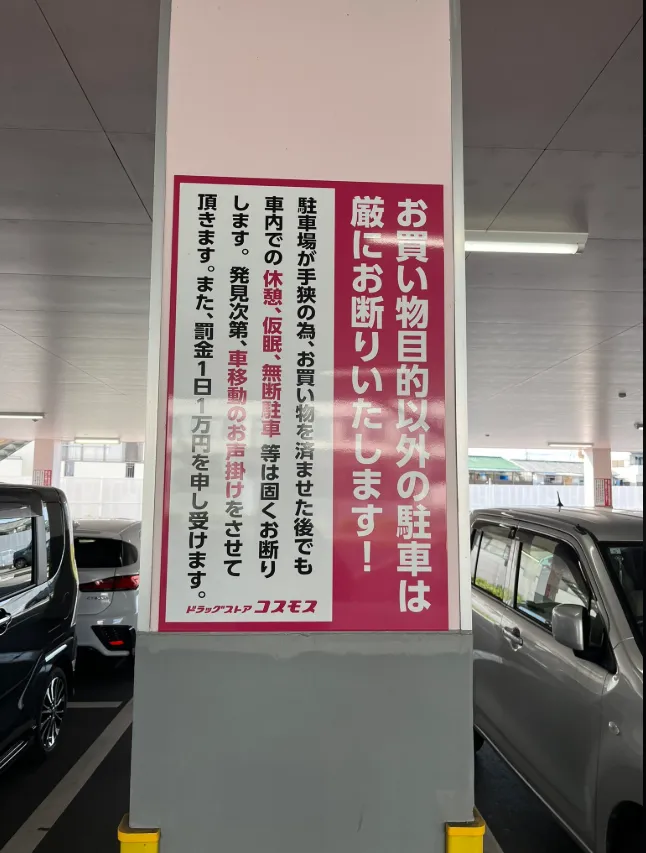 お買い物目的以外の駐車は
厳にお断りいたします！
駐車場が手狭の為、お買い物を済ませた後でも
車内での 休憩、仮眠、無断駐車 等は固くお断り
します。発見次第、車移動のお声掛けをさせて
頂きます。また、罰金1日1万円を申し受けます。
ドラッグストア コスモス